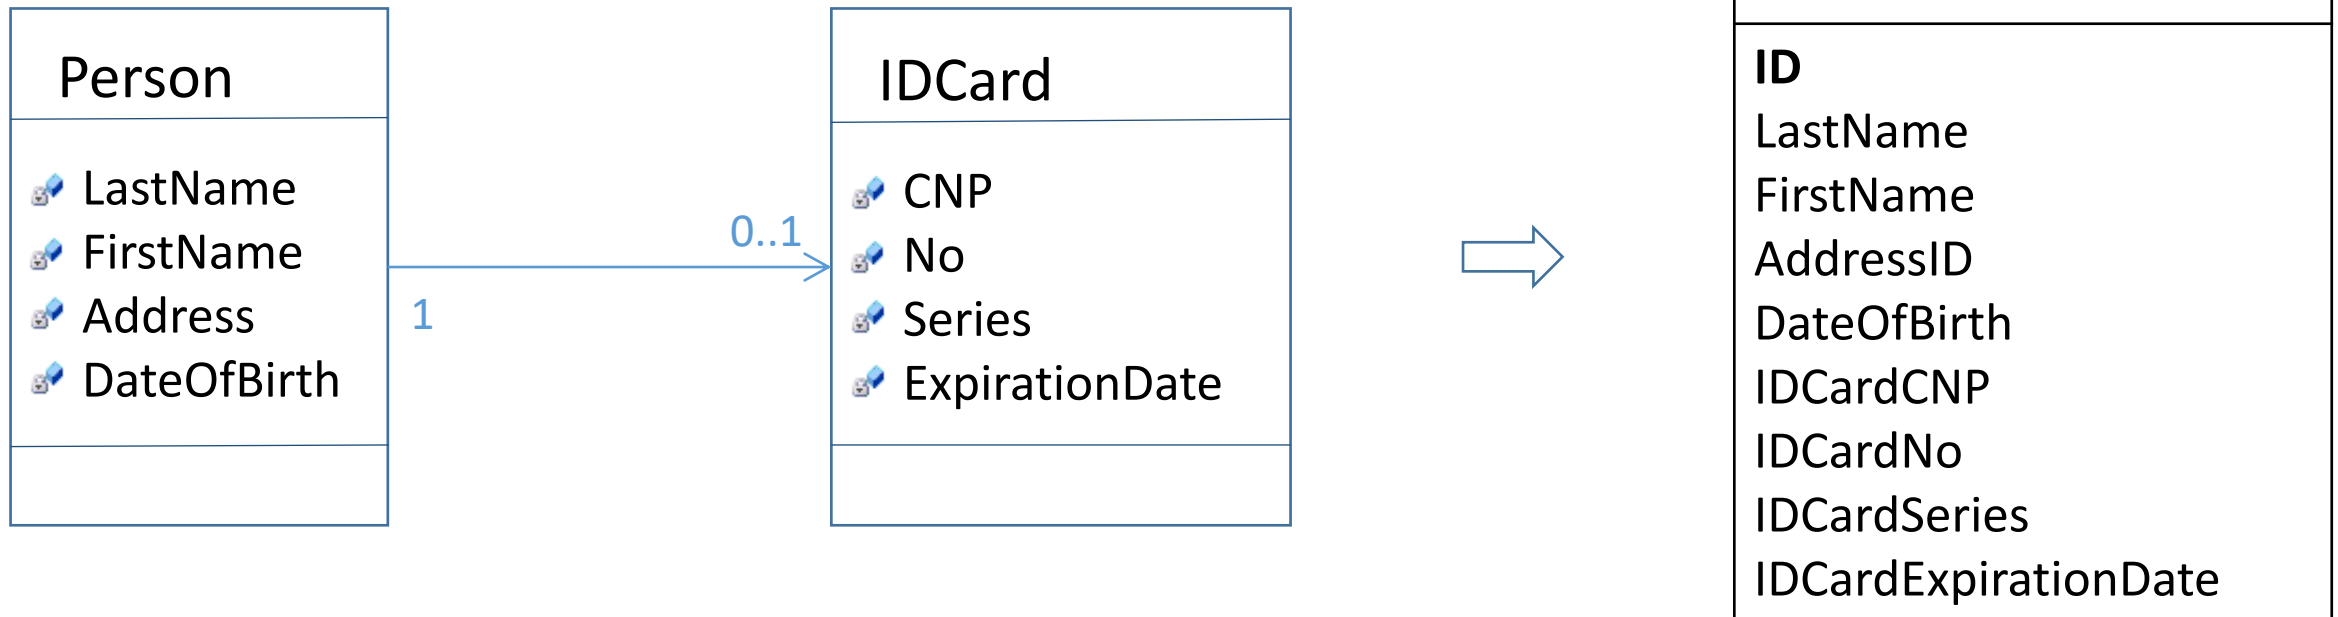 Person
LastName
FirstName
Address
DateOfBirth
1
0..1
IDCard
CNP
No
Series
ExpirationDate
ID
LastName
FirstName
AddressID
DateOfBirth
IDCardCNP
IDCardNo
IDCardSeries
IDCardExpirationDate